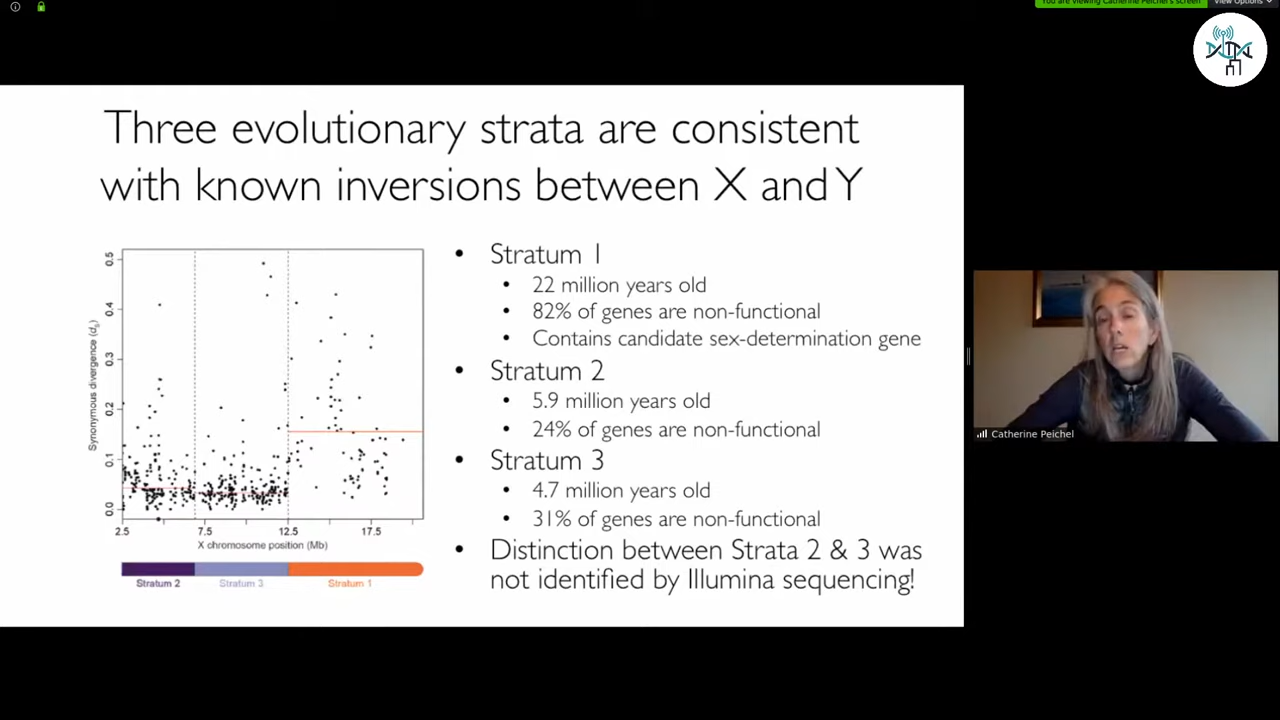 You are viewing Catherine Peichel's screen
View Options
Three evolutionary strata are consistent
with known inversions between X and Y
Synonymous divergence (dS)
0.5
0.4
0.3
0.2
0.1
0.0
2.5 7.5 12.5 17.5
X chromosome position (Mb)
Stratum 2 Stratum 3 Stratum 1
• Stratum 1
• 22 million years old
• 82% of genes are non-functional
• Contains candidate sex-determination gene
• Stratum 2
• 5.9 million years old
• 24% of genes are non-functional
• Stratum 3
• 4.7 million years old
• 31% of genes are non-functional
• Distinction between Strata 2 & 3 was
not identified by Illumina sequencing!
Catherine Peichel